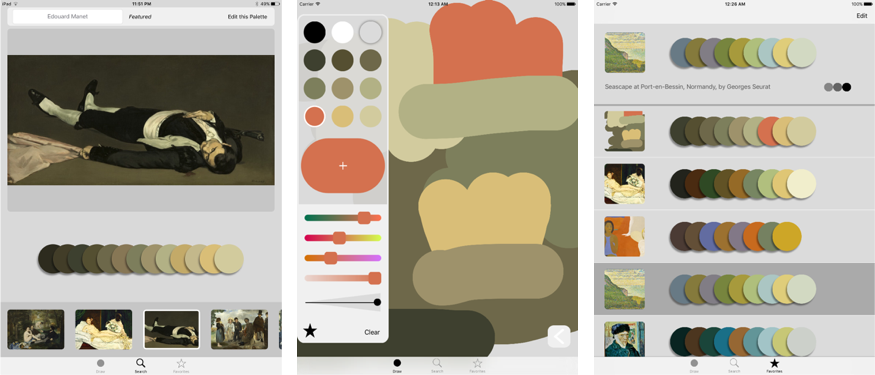 iPad
11:51 PM
49%
Édouard Manet
Featured
Edit this Palette
Draw
Search
Favorites
Carrier
12:13 AM
100%
Clear
Draw
Search
Favorites
Carrier
12:28 AM
100%
Edit
Seascape at Port-en-Bessin, Normandy, by Georges Seurat
Draw
Search
Favorites